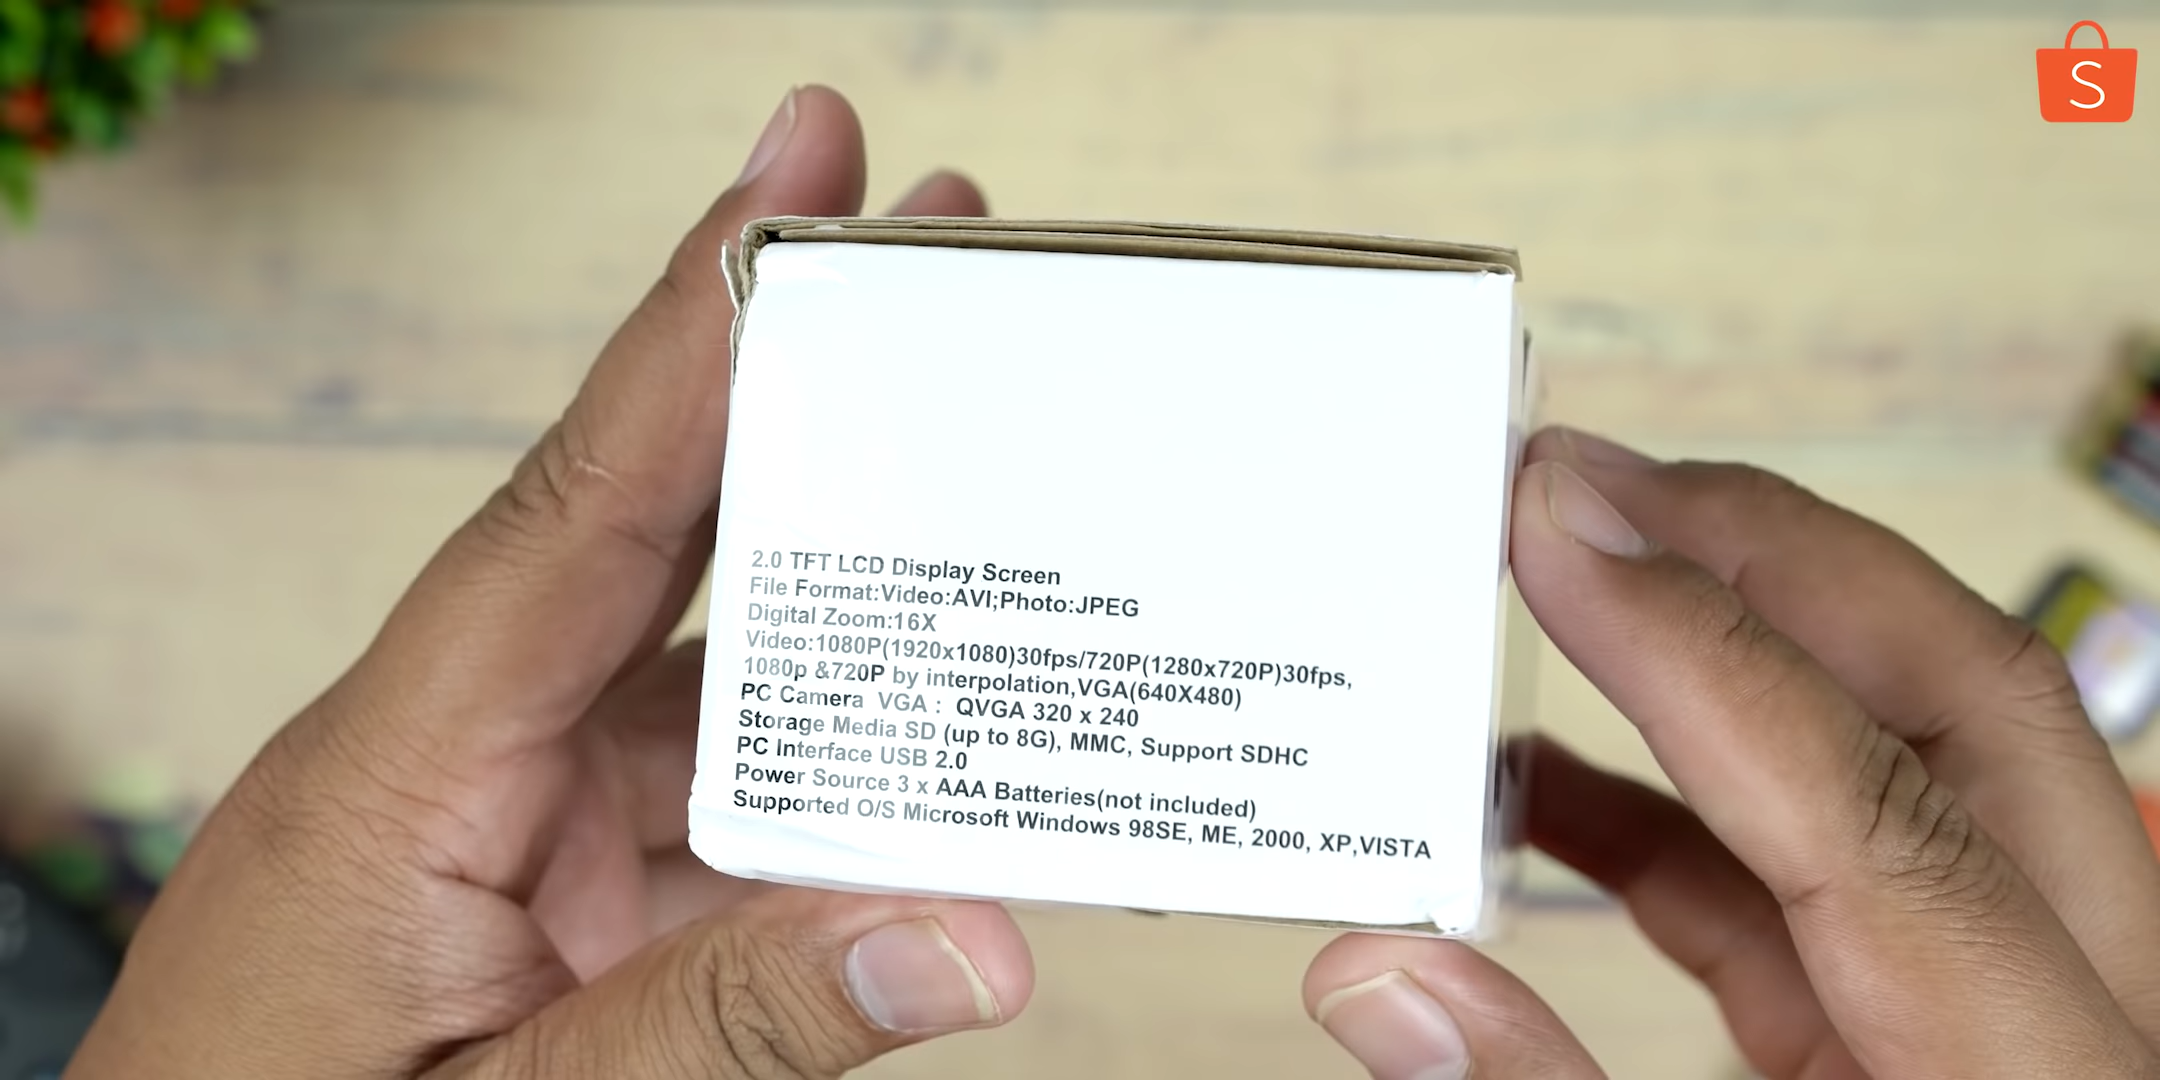 S
2.0 TFT LCD Display Screen
File Format:Video:AVI;Photo:JPEG
Digital Zoom:16X
Video:1080P(1920x1080)30fps/720P(1280x720P)30fps,
1080p &720P by interpolation,VGA(640X480)
PC Camera VGA : QVGA 320 x 240
Storage Media SD (up to 8G), MMC, Support SDHC
PC Interface USB 2.0
Power Source 3 x AAA Batteries(not included)
Supported O/S Microsoft Windows 98SE, ME, 2000, XP,VISTA